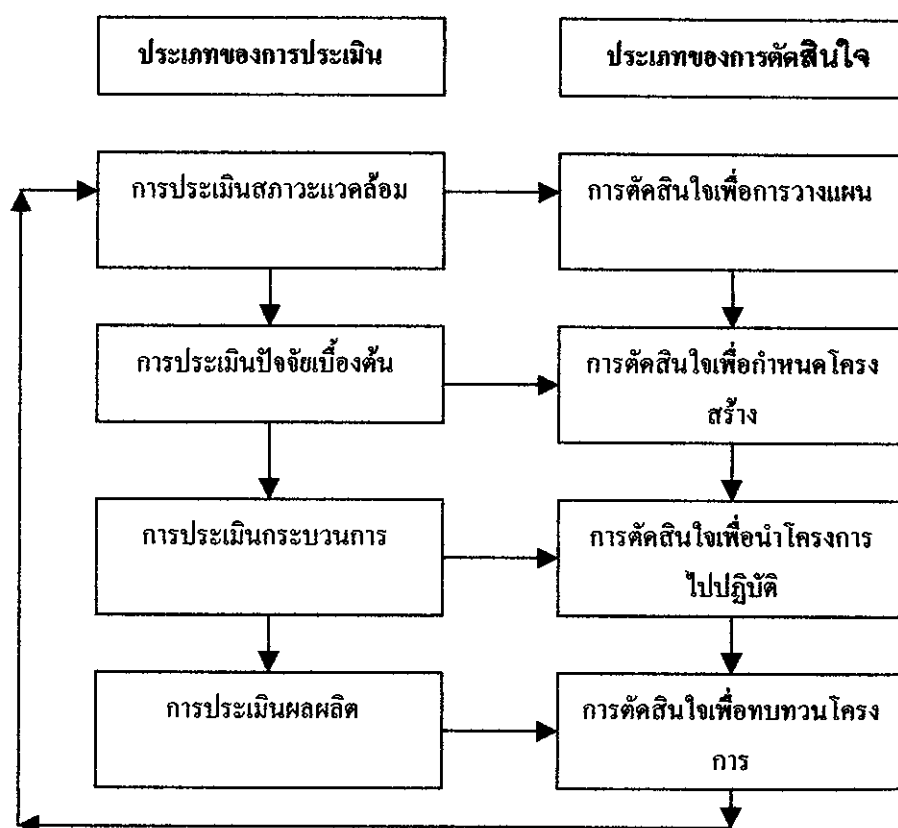 ประเภทของการประเมิน
ประเภทของการตัดสินใจ
การประเมินสภาวะแวดล้อม
การตัดสินใจเพื่อการวางแผน
การประเมินปัจจัยเบื้องต้น
การตัดสินใจเพื่อกำหนดโครง
สร้าง
การประเมินกระบวนการ
การตัดสินใจเพื่อนำโครงการ
ไปปฏิบัติ
การประเมินผลผลิต
การตัดสินใจเพื่อทบทวนโครง
การ